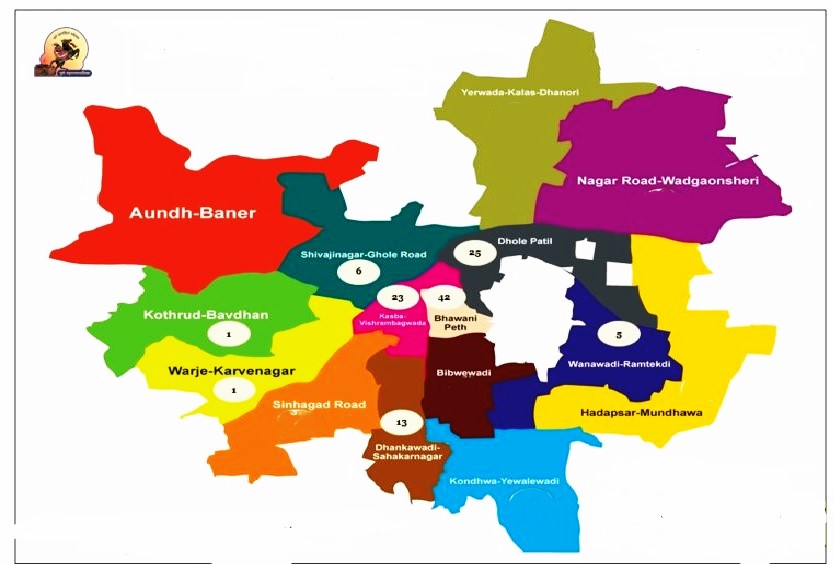 Yerwada-Kalas-Dhanori
Nagar Road-Wadgaonsheri
Aundh-Baner
Dhole Patil
25
Shivajinagar-Ghole Road
6
23
42
Kasba-
Vishrambagwada
Bhawani
Peth
Kothrud-Bavdhan
1
5
Wanawadi-Ramtekdi
Warje-Karvenagar
1
Bibwewadi
Sinhagad Road
Hadapsar-Mundhawa
13
Dhankawadi-
Sahakarnagar
Kondhwa-Yewalewadi